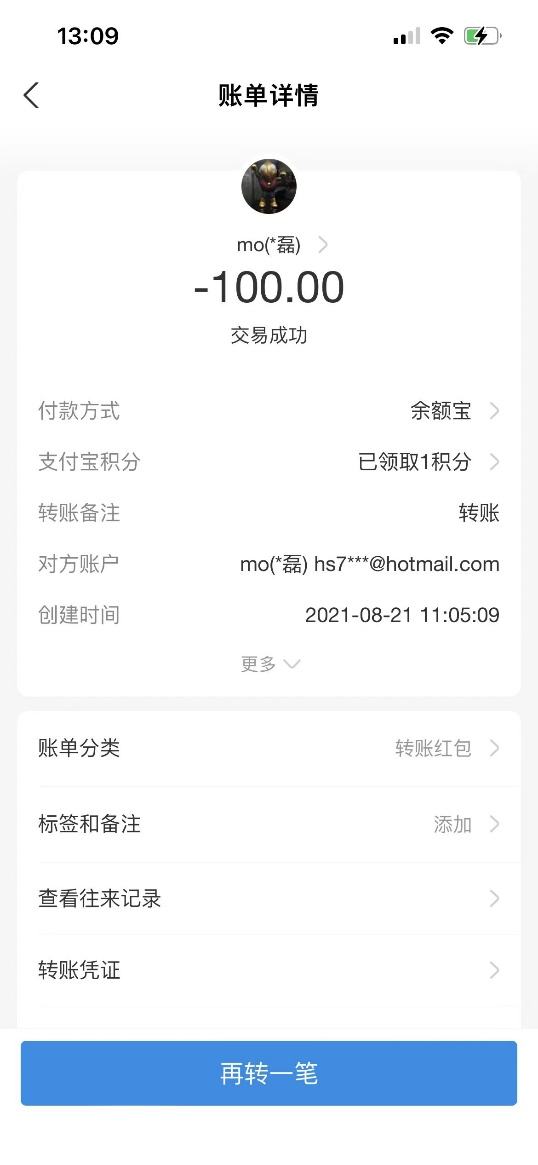 13:09
账单详情
mo(*磊)
-100.00
交易成功
付款方式 余额宝
支付宝积分 已领取1积分
转账备注 转账
对方账户 mo(*磊) hs7***@hotmail.com
创建时间 2021-08-21 11:05:09
更多
账单分类 转账红包
标签和备注 添加
查看往来记录
转账凭证
再转一笔